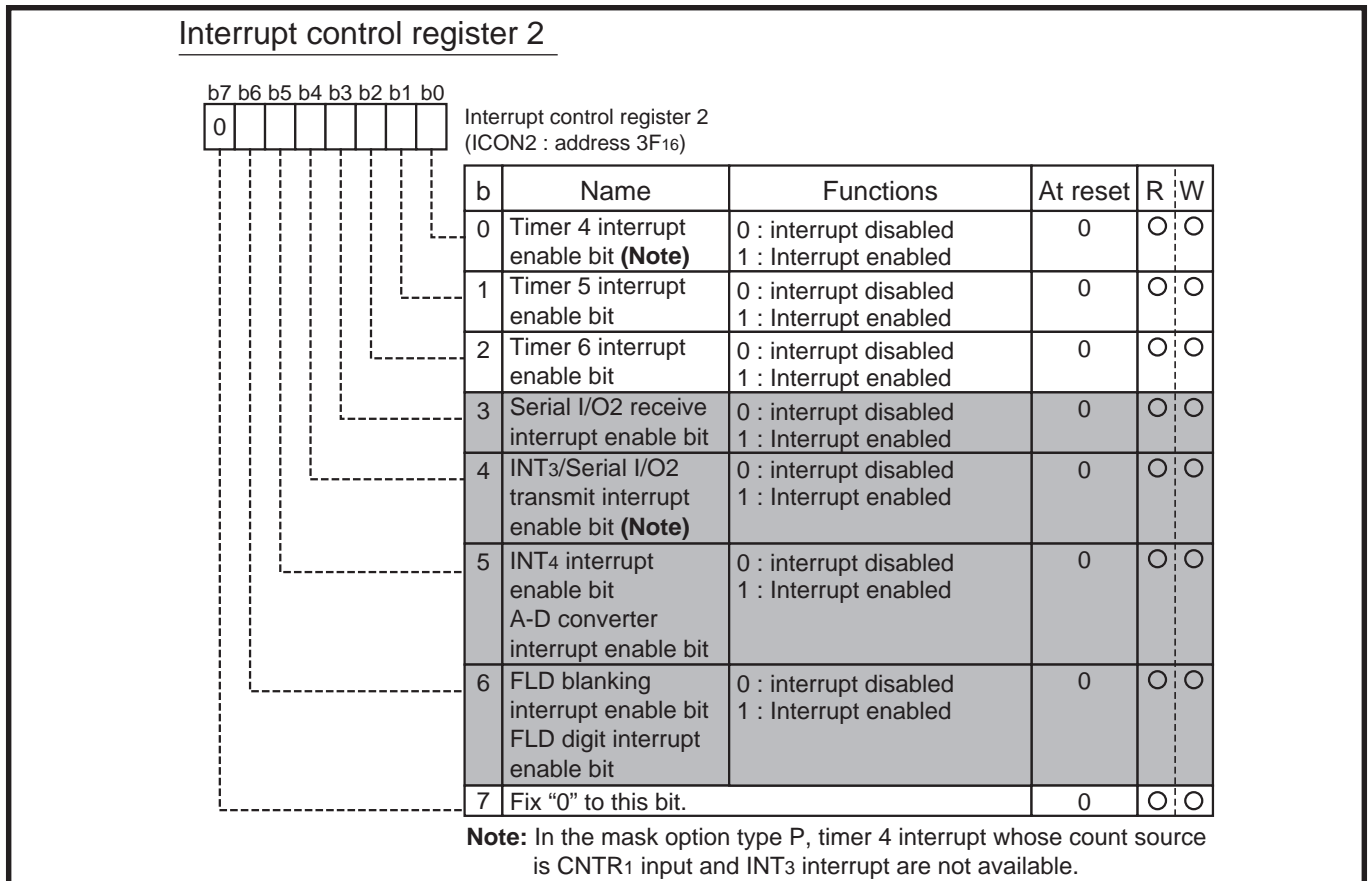 Interrupt control register 2
b7 b6 b5 b4 b3 b2 b1 b0
0
Interrupt control register 2
(ICON2 : address 3F16)
b Name Functions At reset R W
0 Timer 4 interrupt 0 : interrupt disabled 0 O O
enable bit (Note) 1 : Interrupt enabled
1 Timer 5 interrupt 0 : interrupt disabled 0 O O
enable bit 1 : Interrupt enabled
2 Timer 6 interrupt 0 : interrupt disabled 0 O O
enable bit 1 : Interrupt enabled
3 Serial I/O2 receive 0 : interrupt disabled 0 O O
interrupt enable bit 1 : Interrupt enabled
4 INT3/Serial I/O2 0 : interrupt disabled 0 O O
transmit interrupt 1 : Interrupt enabled
enable bit (Note)
5 INT4 interrupt 0 : interrupt disabled 0 O O
enable bit 1 : Interrupt enabled
A-D converter
interrupt enable bit
6 FLD blanking 0 : interrupt disabled 0 O O
interrupt enable bit 1 : Interrupt enabled
FLD digit interrupt
enable bit
7 Fix “0” to this bit. 0 O O
Note: In the mask option type P, timer 4 interrupt whose count source
is CNTR1 input and INT3 interrupt are not available.